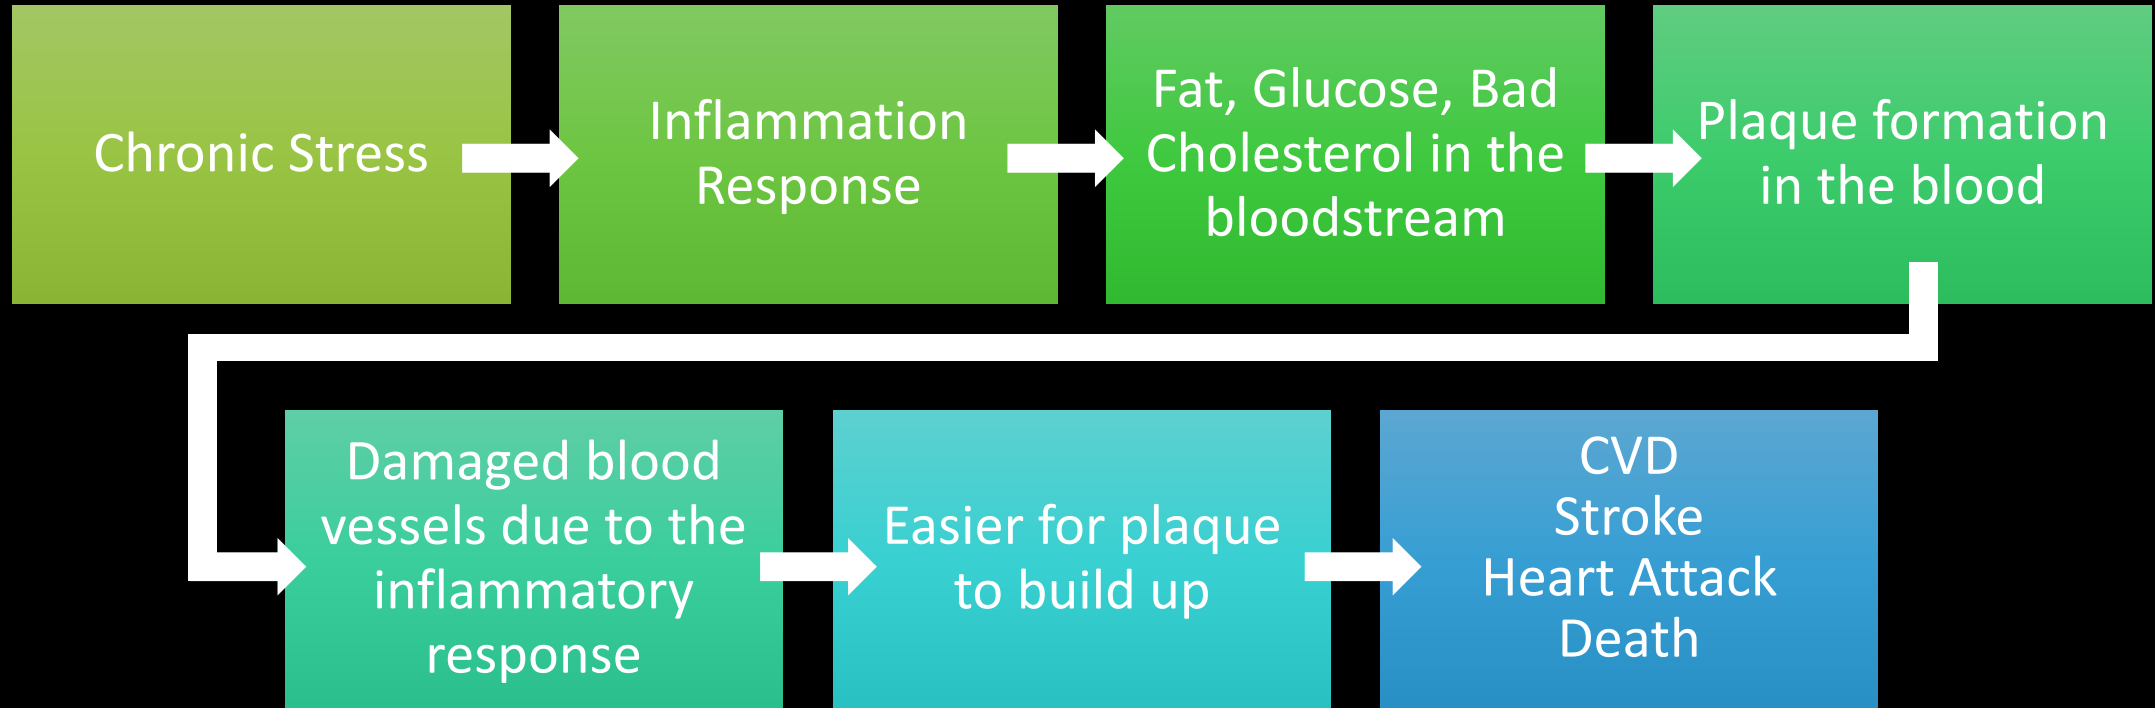 Chronic Stress
Inflammation
Response
Fat, Glucose, Bad
Cholesterol in the
bloodstream
Plaque formation
in the blood
Damaged blood
vessels due to the
inflammatory
response
Easier for plaque
to build up
CVD
Stroke
Heart Attack
Death